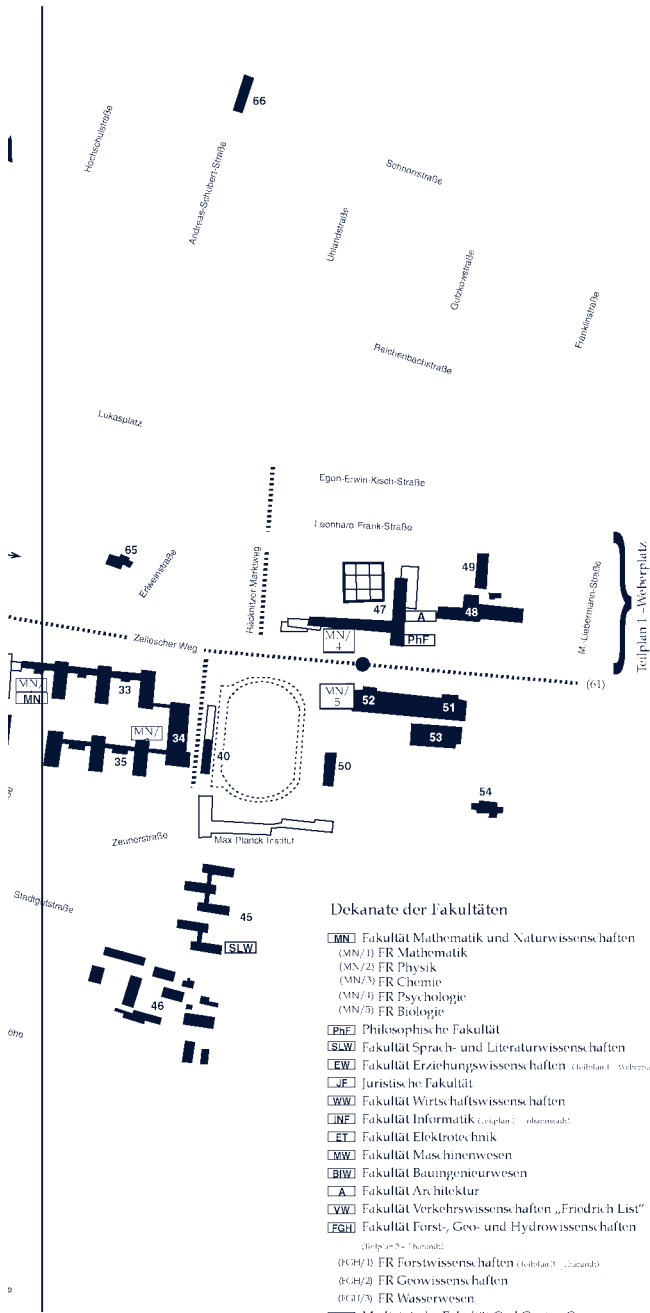 66
Hochschulstraße
Andreas-Schubert-Straße
Schnorrstraße
Uhlandstraße
Gutzkowstraße
Franklinstraße
Reichenbachstraße
Lukasplatz
Egon-Erwin-Kisch-Straße
Leonhard Frank-Straße
65
Erlweinstraße
Räcknitzer Marktweg
49
47
48
A
PhF
MN/
4
M.-Liebermann-Straße
Teilplan 1 – Weberplatz
Zellescher Weg
(61)
MN/
MN
33
MN/
34
35
40
MN/
5
52
51
53
50
54
Zeunerstraße
Max Planck Institut
Stadtgutstraße
45
SLW
46
öhe
Dekanate der Fakultäten
MN Fakultät Mathematik und Naturwissenschaften
(MN/1) FR Mathematik
(MN/2) FR Physik
(MN/3) FR Chemie
(MN/4) FR Psychologie
(MN/5) FR Biologie
PhF Philosophische Fakultät
SLW Fakultät Sprach- und Literaturwissenschaften
EW Fakultät Erziehungswissenschaften (Teilplan 1
JF Juristische Fakultät
WW Fakultät Wirtschaftswissenschaften
INF Fakultät Informatik
ET Fakultät Elektrotechnik
MW Fakultät Maschinenwesen
BIW Fakultät Bauingenieurwesen
A Fakultät Architektur
VW Fakultät Verkehrswissenschaften „Friedrich List"
FGH Fakultät Forst-, Geo- und Hydrowissenschaften
(FGH/1) FR Forstwissenschaften
(FGH/2) FR Geowissenschaften
(FGH/3) FR Wasserwesen